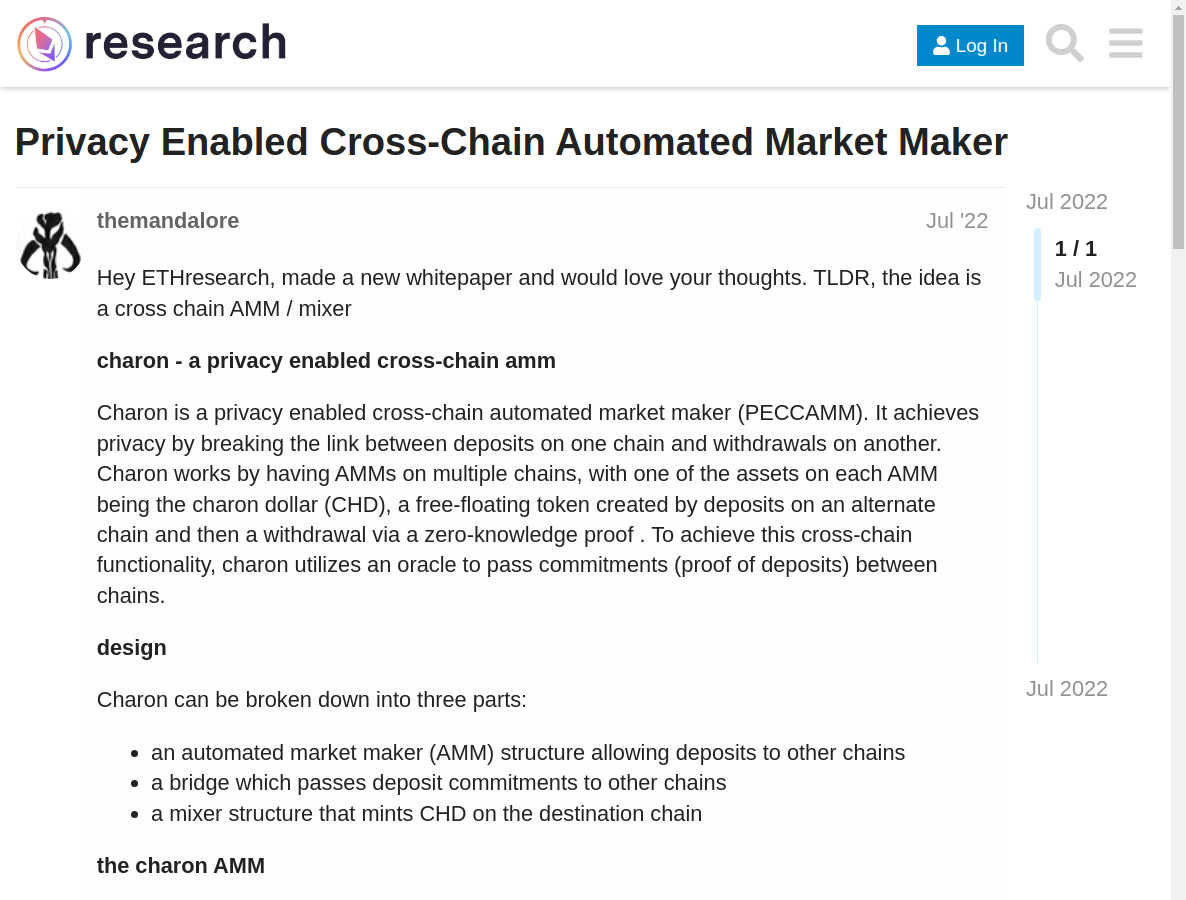 research
Log In
Privacy Enabled Cross-Chain Automated Market Maker
themandalore
Jul '22
Hey ETHresearch, made a new whitepaper and would love your thoughts. TLDR, the idea is
a cross chain AMM / mixer
charon - a privacy enabled cross-chain amm
Charon is a privacy enabled cross-chain automated market maker (PECCAMM). It achieves
privacy by breaking the link between deposits on one chain and withdrawals on another.
Charon works by having AMMs on multiple chains, with one of the assets on each AMM
being the charon dollar (CHD), a free-floating token created by deposits on an alternate
chain and then a withdrawal via a zero-knowledge proof . To achieve this cross-chain
functionality, charon utilizes an oracle to pass commitments (proof of deposits) between
chains.
design
Charon can be broken down into three parts:
• an automated market maker (AMM) structure allowing deposits to other chains
• a bridge which passes deposit commitments to other chains
• a mixer structure that mints CHD on the destination chain
the charon AMM
Jul 2022
1 / 1
Jul 2022
Jul 2022